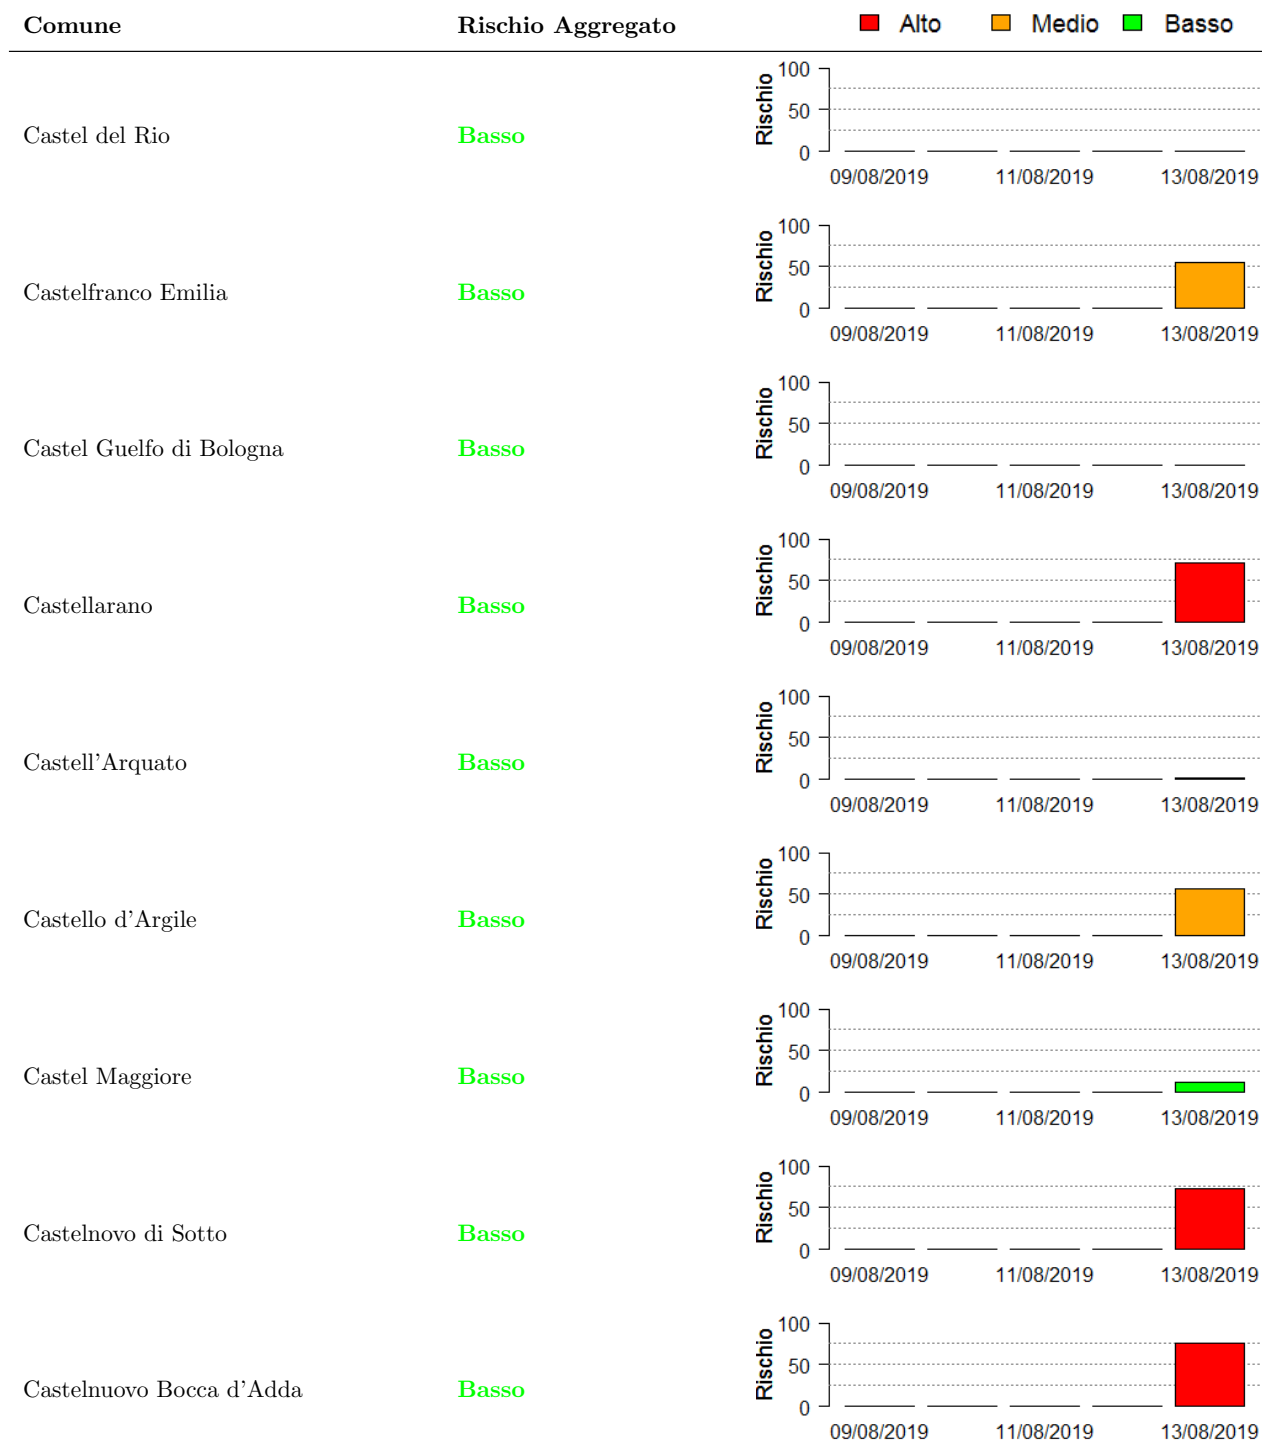 Comune Rischio Aggregato Alto Medio Basso
100
50
0
Rischio
Castel del Rio Basso
09/08/2019 11/08/2019 13/08/2019
100
50
0
Rischio
Castelfranco Emilia Basso
09/08/2019 11/08/2019 13/08/2019
100
50
0
Rischio
Castel Guelfo di Bologna Basso
09/08/2019 11/08/2019 13/08/2019
100
50
0
Rischio
Castellarano Basso
09/08/2019 11/08/2019 13/08/2019
100
50
0
Rischio
Castell'Arquato Basso
09/08/2019 11/08/2019 13/08/2019
100
50
0
Rischio
Castello d'Argile Basso
09/08/2019 11/08/2019 13/08/2019
100
50
0
Rischio
Castel Maggiore Basso
09/08/2019 11/08/2019 13/08/2019
100
50
0
Rischio
Castelnovo di Sotto Basso
09/08/2019 11/08/2019 13/08/2019
100
50
0
Rischio
Castelnuovo Bocca d'Adda Basso
09/08/2019 11/08/2019 13/08/2019